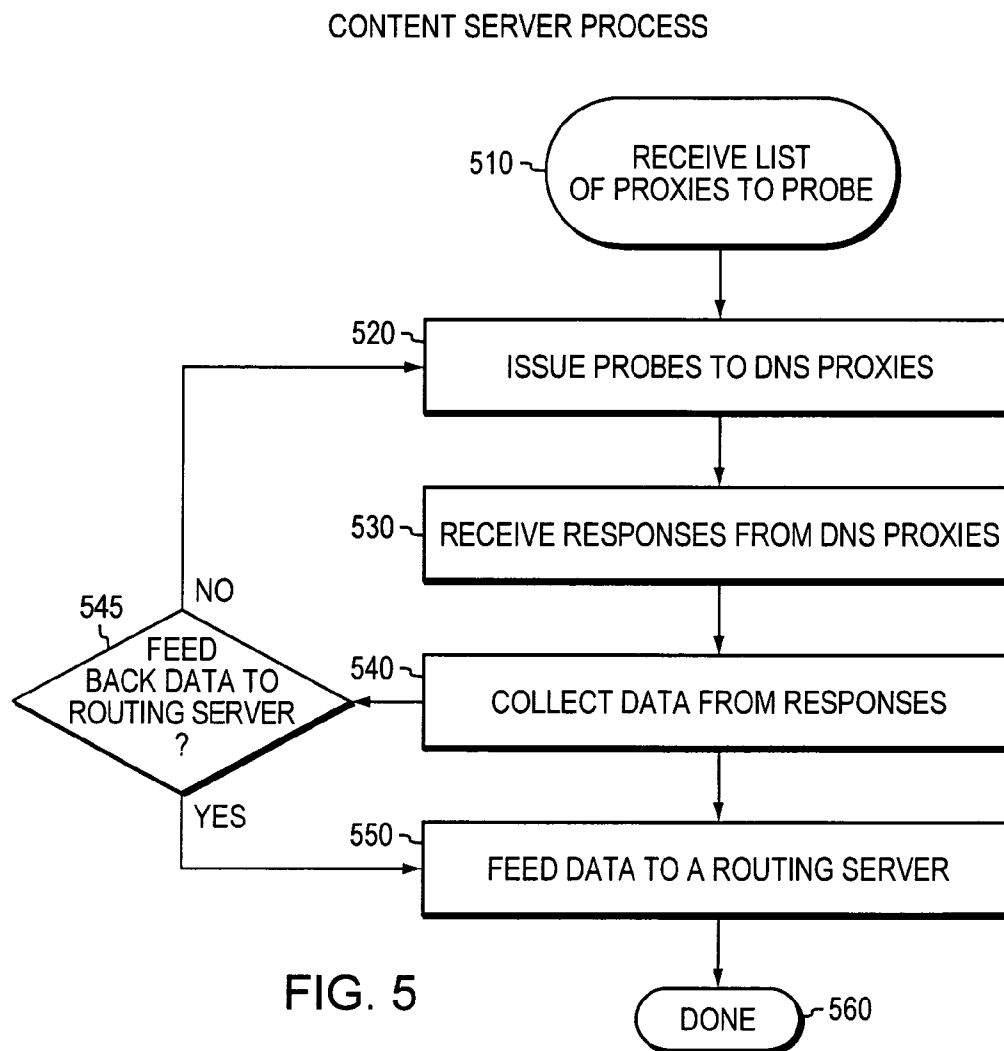 CONTENT SERVER PROCESS
510
RECEIVE LIST
OF PROXIES TO PROBE
520
ISSUE PROBES TO DNS PROXIES
530
RECEIVE RESPONSES FROM DNS PROXIES
NO
545
FEED
BACK DATA TO
ROUTING SERVER
?
540
COLLECT DATA FROM RESPONSES
YES
550
FEED DATA TO A ROUTING SERVER
FIG. 5
DONE
560